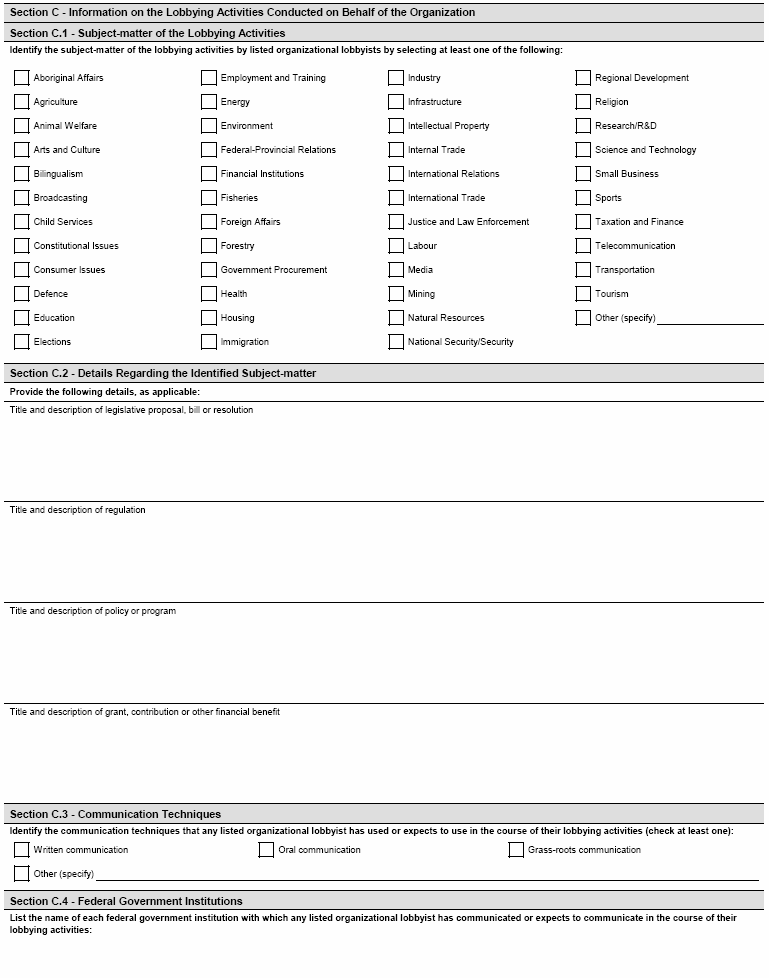 Section C - Information on the Lobbying Activities Conducted on Behalf of the Organization
Section C.1 - Subject-matter of the Lobbying Activities
Identify the subject-matter of the lobbying activities by listed organizational lobbyists by selecting at least one of the following:
Aboriginal Affairs Employment and Training Industry Regional Development
Agriculture Energy Infrastructure Religion
Animal Welfare Environment Intellectual Property Research/R&D
Arts and Culture Federal-Provincial Relations Internal Trade Science and Technology
Bilingualism Financial Institutions International Relations Small Business
Broadcasting Fisheries International Trade Sports
Child Services Foreign Affairs Justice and Law Enforcement Taxation and Finance
Constitutional Issues Forestry Labour Telecommunication
Consumer Issues Government Procurement Media Transportation
Defence Health Mining Tourism
Education Housing Natural Resources Other (specify)
Elections Immigration National Security/Security
Section C.2 - Details Regarding the Identified Subject-matter
Provide the following details, as applicable:
Title and description of legislative proposal, bill or resolution
Title and description of regulation
Title and description of policy or program
Title and description of grant, contribution or other financial benefit
Section C.3 - Communication Techniques
Identify the communication techniques that any listed organizational lobbyist has used or expects to use in the course of their lobbying activities (check at least one):
Written communication Oral communication Grass-roots communication
Other (specify)
Section C.4 - Federal Government Institutions
List the name of each federal government institution with which any listed organizational lobbyist has communicated or expects to communicate in the course of their
lobbying activities: